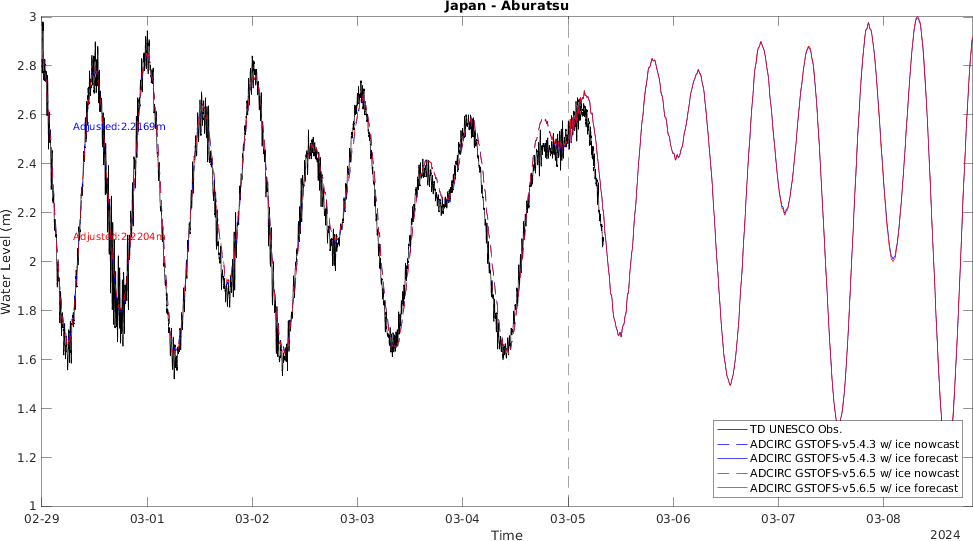 Japan - Aburatsu
3
2.8
2.6
2.4
2.2
2
1.8
1.6
1.4
1.2
1
Water Level (m)
Adjusted:2.2169m
Adjusted:2.2204m
TD UNESCO Obs.
ADCIRC GSTOFS-v5.4.3 w/ ice nowcast
ADCIRC GSTOFS-v5.4.3 w/ ice forecast
ADCIRC GSTOFS-v5.6.5 w/ ice nowcast
ADCIRC GSTOFS-v5.6.5 w/ ice forecast
02-29 03-01 03-02 03-03 03-04 03-05 03-06 03-07 03-08
Time
2024